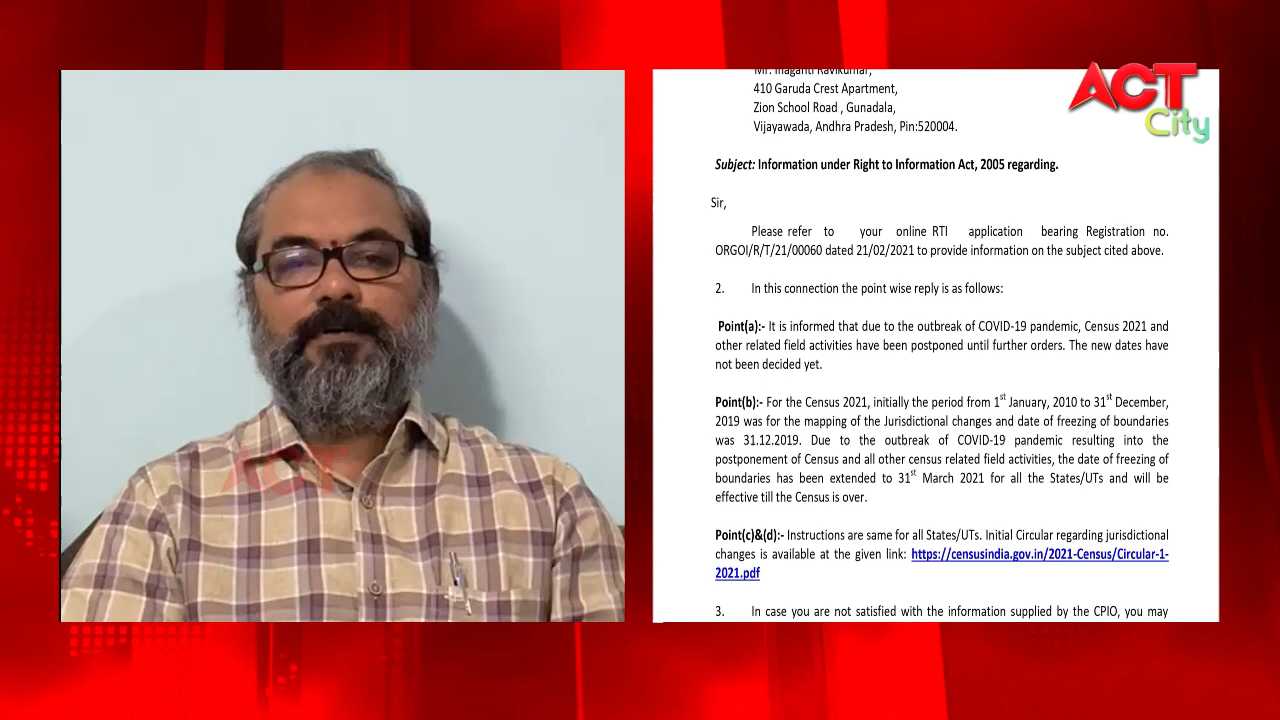 ACT
City
Mr. Inaganti Ravikumar,
410 Garuda Crest Apartment,
Zion School Road , Gunadala,
Vijayawada, Andhra Pradesh, Pin:520004.
Subject: Information under Right to Information Act, 2005 regarding.
Sir,
Please refer to your online RTI application bearing Registration no.
ORGOI/R/T/21/00060 dated 21/02/2021 to provide information on the subject cited above.
2. In this connection the point wise reply is as follows:
Point(a):- It is informed that due to the outbreak of COVID-19 pandemic, Census 2021 and
other related field activities have been postponed until further orders. The new dates have
not been decided yet.
Point(b):- For the Census 2021, initially the period from 1st January, 2010 to 31st December,
2019 was for the mapping of the Jurisdictional changes and date of freezing of boundaries
was 31.12.2019. Due to the outbreak of COVID-19 pandemic resulting into the
postponement of Census and all other census related field activities, the date of freezing of
boundaries has been extended to 31st March 2021 for all the States/UTs and will be
effective till the Census is over.
Point(c)&(d):- Instructions are same for all States/UTs. Initial Circular regarding jurisdictional
changes is available at the given link: https://censusindia.gov.in/2021-Census/Circular-1-
2021.pdf
3. In case you are not satisfied with the information supplied by the CPIO, you may
ACT